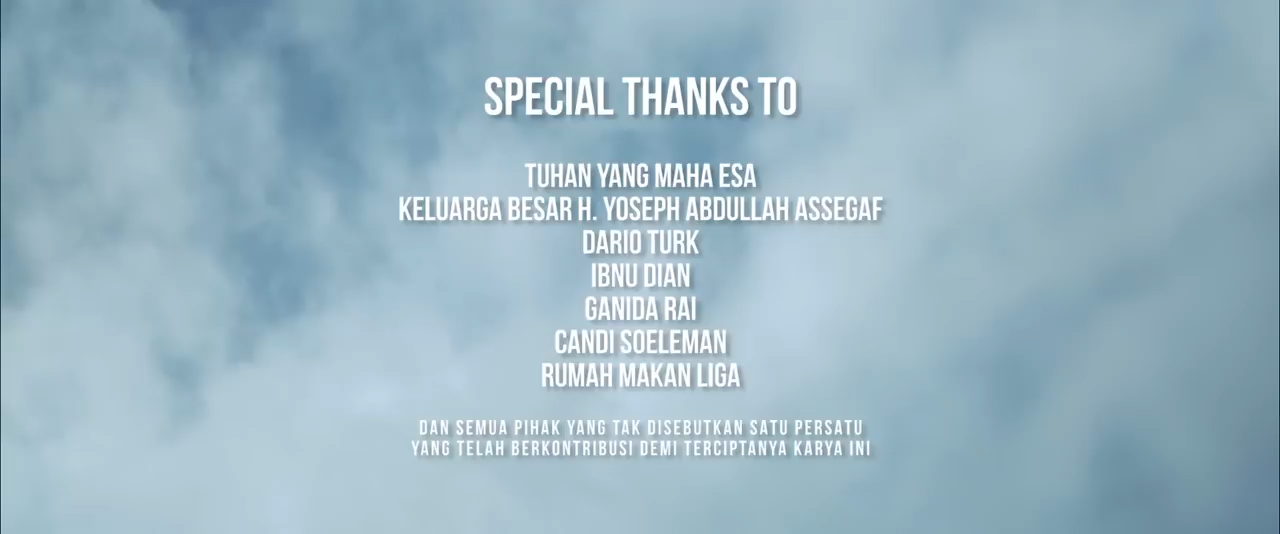 SPECIAL THANKS TO
TUHAN YANG MAHA ESA
KELUARGA BESAR H. YOSEPH ABDULLAH ASSEGAF
DARIO TURK
IBNU DIAN
GANIDA RAI
CANDI SOELEMAN
RUMAH MAKAN LIGA
DAN SEMUA PIHAK YANG TAK DISEBUTKAN SATU PERSATU
YANG TELAH BERKONTRIBUSI DEMI TERCIPTANYA KARYA INI